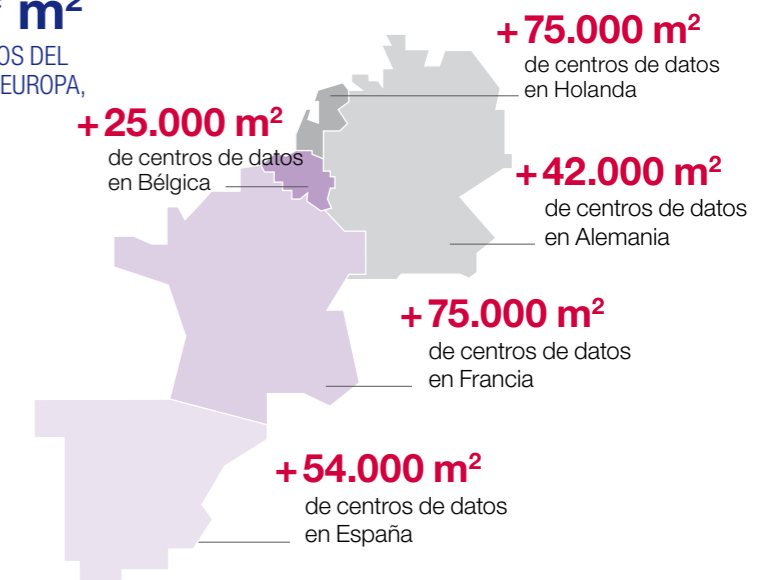 m²
OS DEL
EUROPA,
+75.000 m²
de centros de datos
en Holanda
+25.000 m²
de centros de datos
en Bélgica
+42.000 m²
de centros de datos
en Alemania
+75.000 m²
de centros de datos
en Francia
+54.000 m²
de centros de datos
en España